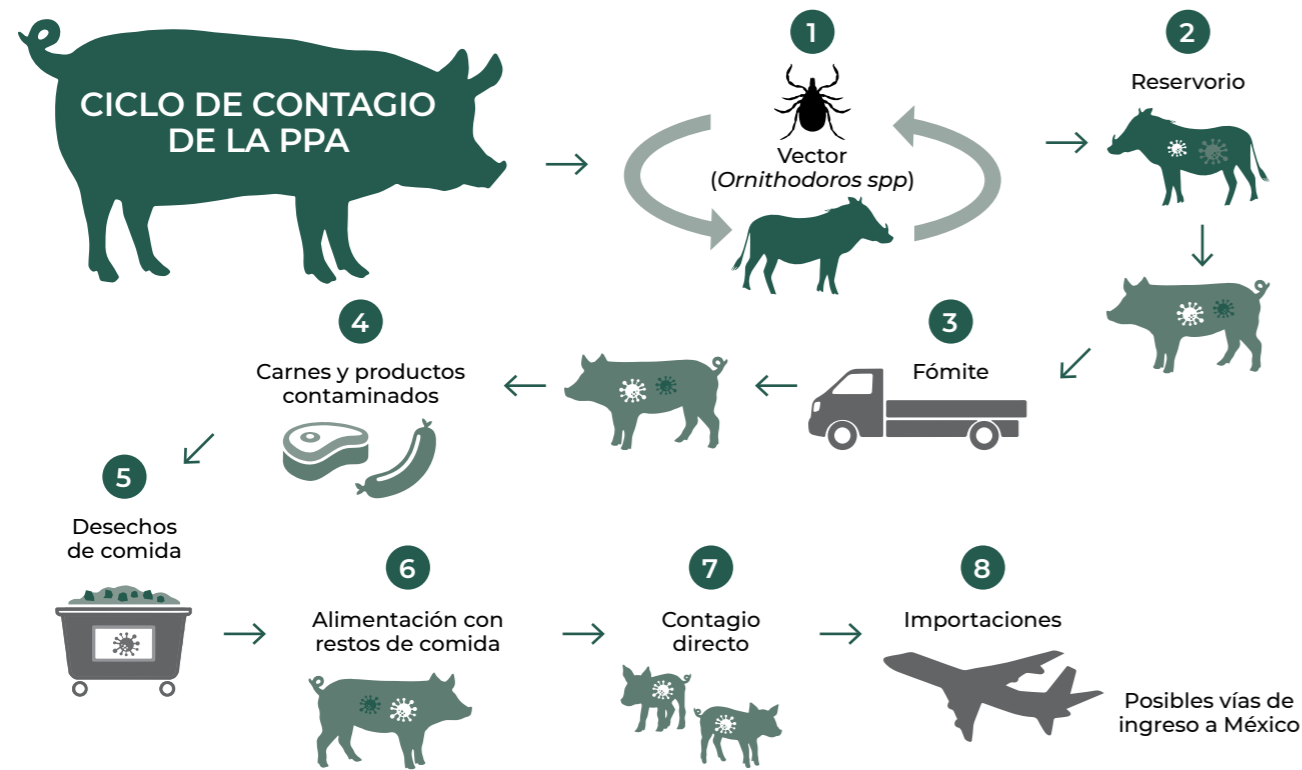 CICLO DE CONTAGIO
DE LA PPA
1
Vector
(Ornithodoros spp)
2
Reservorio
3
Fómite
4
Carnes y productos
contaminados
5
Desechos
de comida
6
Alimentación con
restos de comida
7
Contagio
directo
8
Importaciones
Posibles vías de
ingreso a México